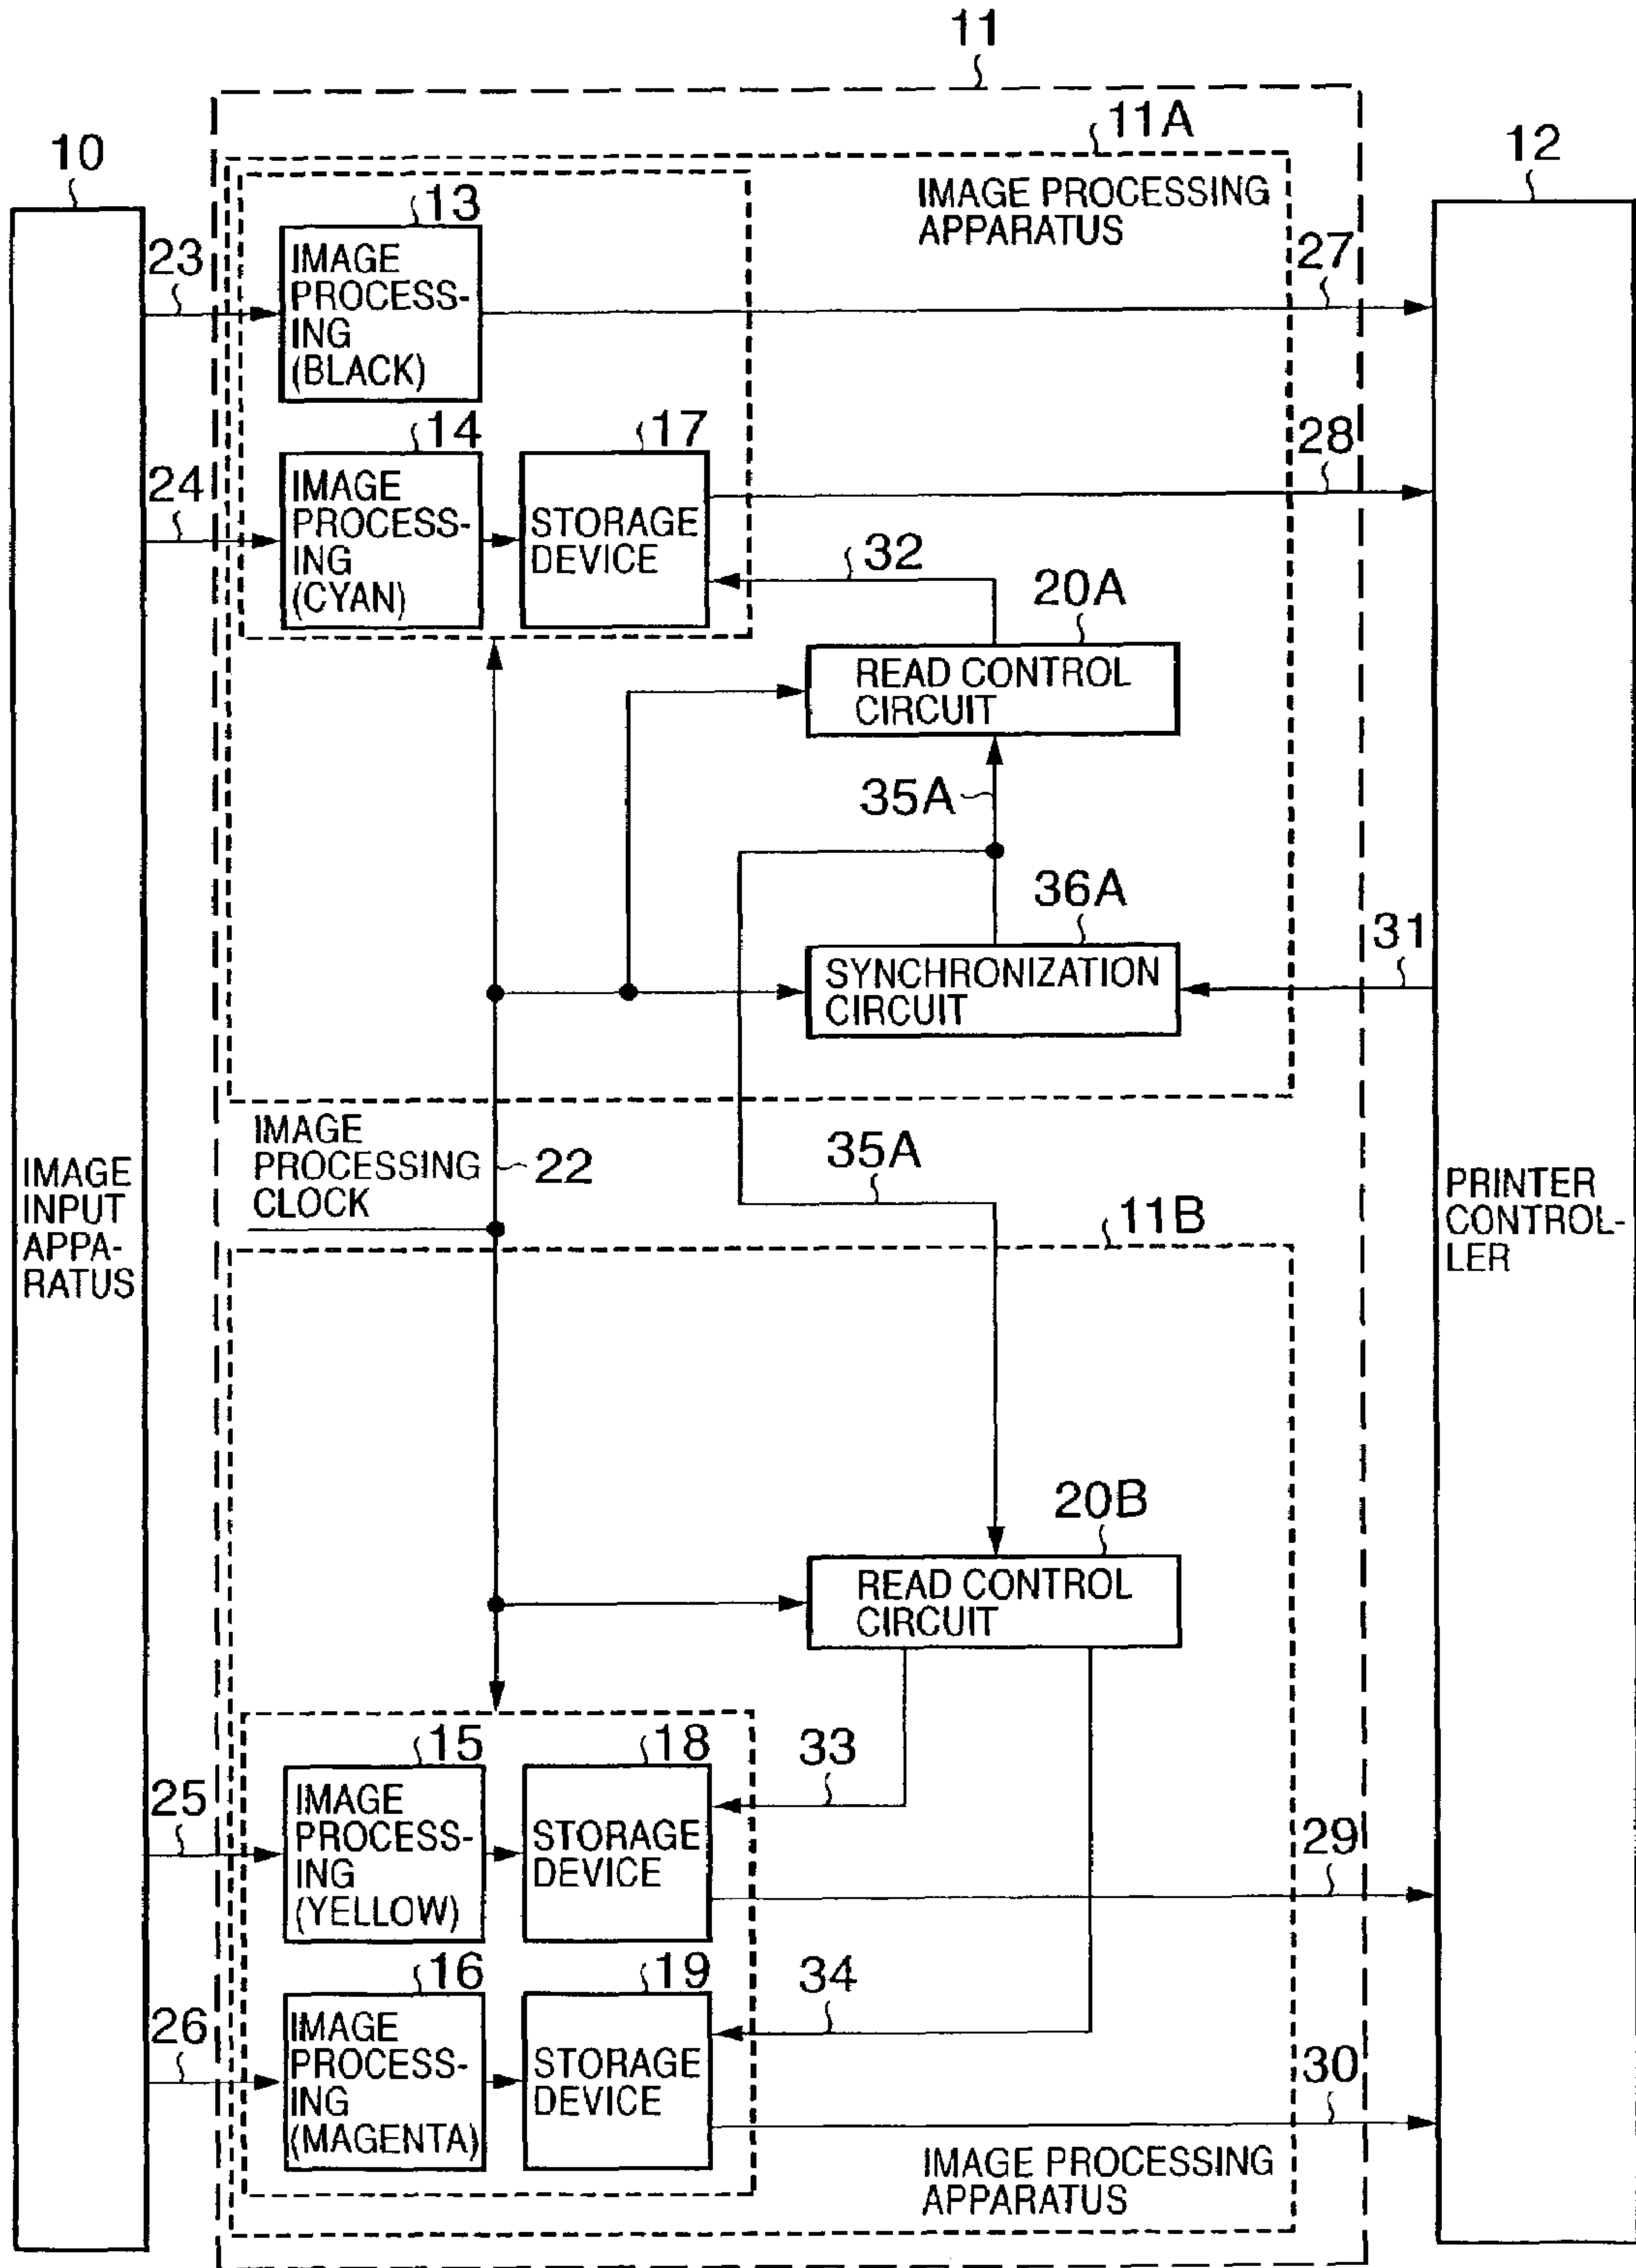 11
11A
10
12
IMAGE PROCESSING
APPARATUS
13
23
IMAGE
PROCESS-
ING
(BLACK)
27
14
17
28
24
IMAGE
PROCESS-
ING
(CYAN)
STORAGE
DEVICE
32
20A
READ CONTROL
CIRCUIT
35A
36A
31
SYNCHRONIZATION
CIRCUIT
IMAGE
PROCESSING
CLOCK
22
35A
IMAGE
INPUT
APPA-
RATUS
PRINTER
CONTROL-
LER
11B
20B
READ CONTROL
CIRCUIT
15
18
33
25
IMAGE
PROCESS-
ING
(YELLOW)
STORAGE
DEVICE
29
16
19
34
26
IMAGE
PROCESS-
ING
(MAGENTA)
STORAGE
DEVICE
30
IMAGE PROCESSING
APPARATUS